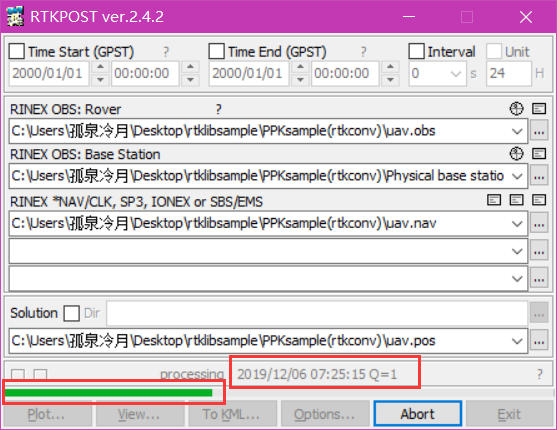 RTKPOST ver.2.4.2
Time Start (GPST) ? Time End (GPST) ? Interval Unit
2000/01/01 00:00:00 2000/01/01 00:00:00 0 s 24 H
RINEX OBS: Rover ?
C:\Users\孤泉冷月\Desktop\rtklibsample\PPKsample(rtkconv)\uav.obs
...
RINEX OBS: Base Station
C:\Users\孤泉冷月\Desktop\rtklibsample\PPKsample(rtkconv)\Physical base statio
...
RINEX *NAV/CLK, SP3, IONEX or SBS/EMS
C:\Users\孤泉冷月\Desktop\rtklibsample\PPKsample(rtkconv)\uav.nav
...
...
...
Solution Dir
...
C:\Users\孤泉冷月\Desktop\rtklibsample\PPKsample(rtkconv)\uav.pos
...
processing 2019/12/06 07:25:15 Q=1 ?
Plot... View... To KML... Options... Abort Exit